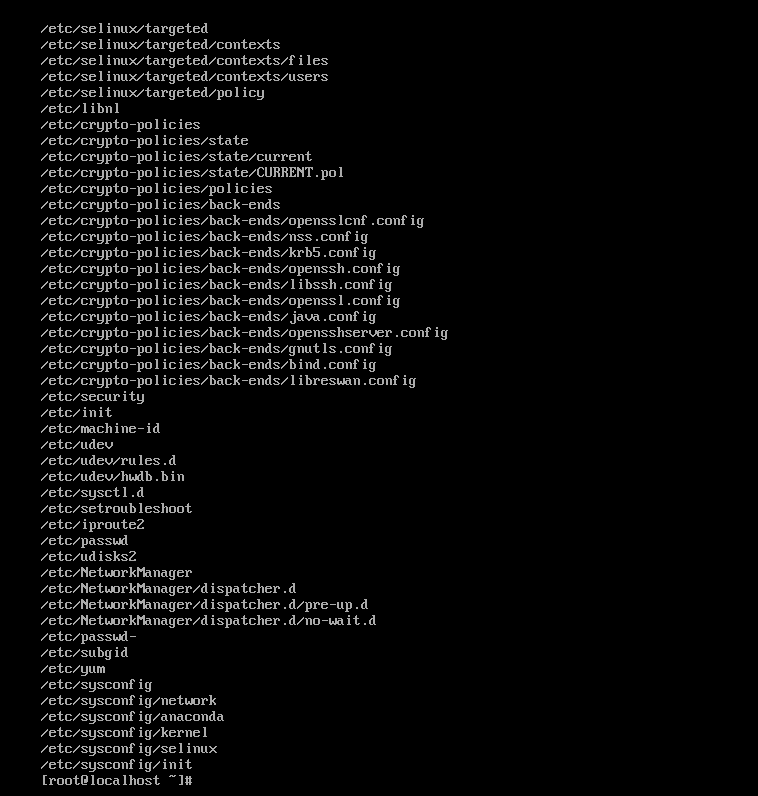 /etc/selinux/targeted
/etc/selinux/targeted/contexts
/etc/selinux/targeted/contexts/files
/etc/selinux/targeted/contexts/users
/etc/selinux/targeted/policy
/etc/libnl
/etc/crypto-policies
/etc/crypto-policies/state
/etc/crypto-policies/state/current
/etc/crypto-policies/state/CURRENT.pol
/etc/crypto-policies/policies
/etc/crypto-policies/back-ends
/etc/crypto-policies/back-ends/opensslcnf.config
/etc/crypto-policies/back-ends/nss.config
/etc/crypto-policies/back-ends/krb5.config
/etc/crypto-policies/back-ends/openssh.config
/etc/crypto-policies/back-ends/libssh.config
/etc/crypto-policies/back-ends/openssl.config
/etc/crypto-policies/back-ends/java.config
/etc/crypto-policies/back-ends/opensshserver.config
/etc/crypto-policies/back-ends/gnutls.config
/etc/crypto-policies/back-ends/bind.config
/etc/crypto-policies/back-ends/libreswan.config
/etc/security
/etc/init
/etc/machine-id
/etc/udev
/etc/udev/rules.d
/etc/udev/hwdb.bin
/etc/sysctl.d
/etc/setroubleshoot
/etc/iproute2
/etc/passwd
/etc/udisks2
/etc/NetworkManager
/etc/NetworkManager/dispatcher.d
/etc/NetworkManager/dispatcher.d/pre-up.d
/etc/NetworkManager/dispatcher.d/no-wait.d
/etc/passwd-
/etc/subgid
/etc/yum
/etc/sysconfig
/etc/sysconfig/network
/etc/sysconfig/anaconda
/etc/sysconfig/kernel
/etc/sysconfig/selinux
/etc/sysconfig/init
[root@localhost ~]#